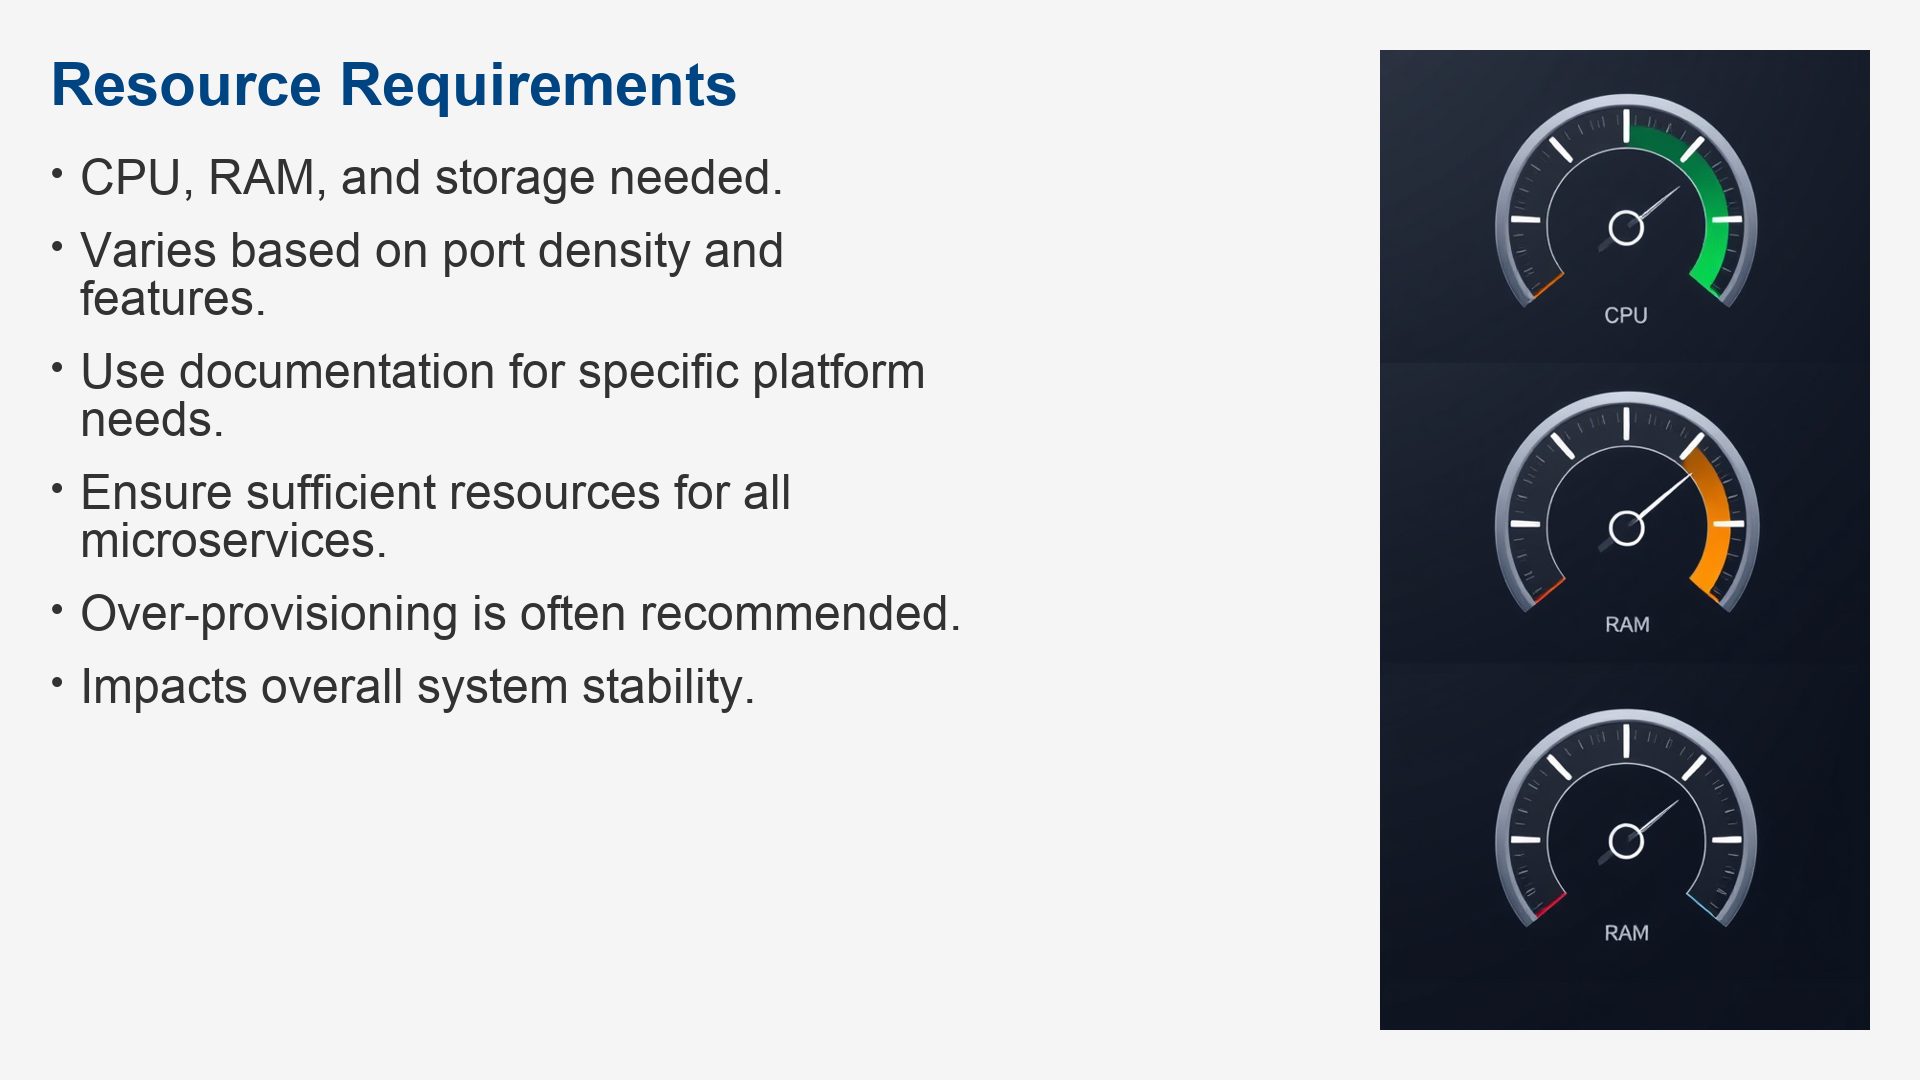 Resource Requirements
• CPU, RAM, and storage needed.
• Varies based on port density and
features.
• Use documentation for specific platform
needs.
• Ensure sufficient resources for all
microservices.
• Over-provisioning is often recommended.
• Impacts overall system stability.
CPU
RAM
RAM